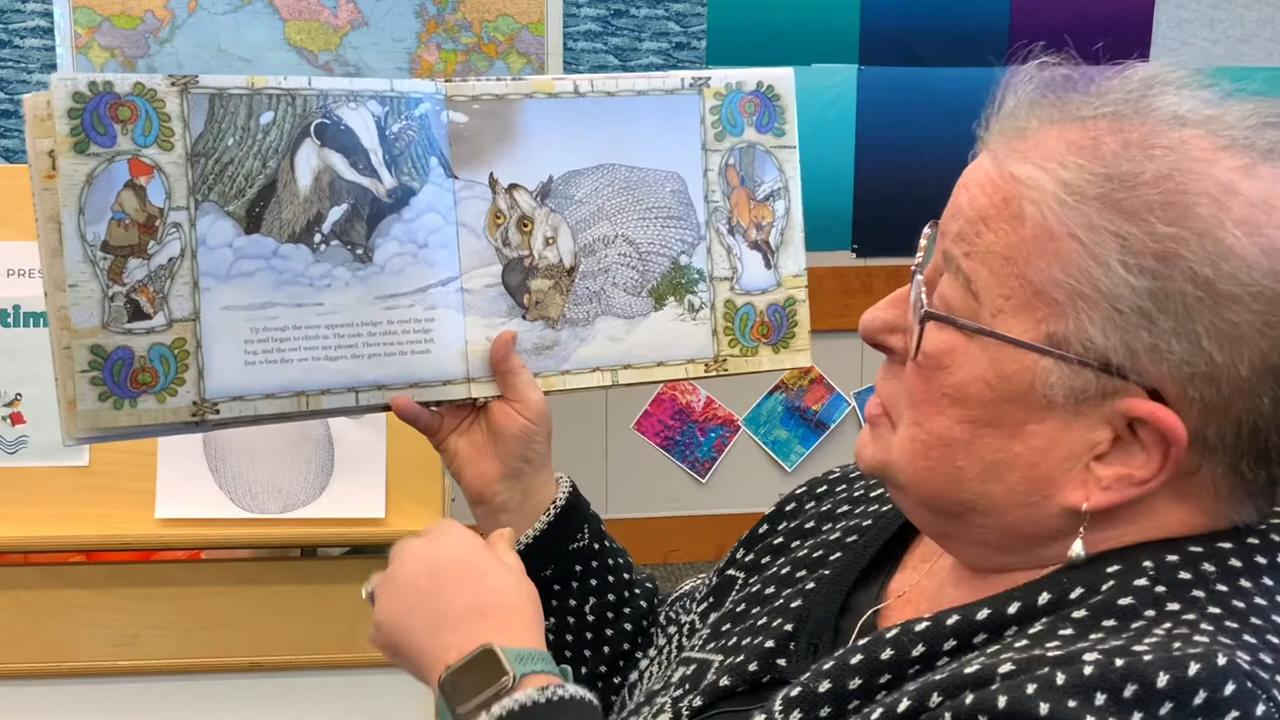 PRES
tim
Up through the snow appeared a badger. He eyed the mit-
ten and began to climb in. The mole, the rabbit, the hedge-
hog, and the owl were not pleased. There was no room left,
but when they saw his diggers, they gave him the thumb.